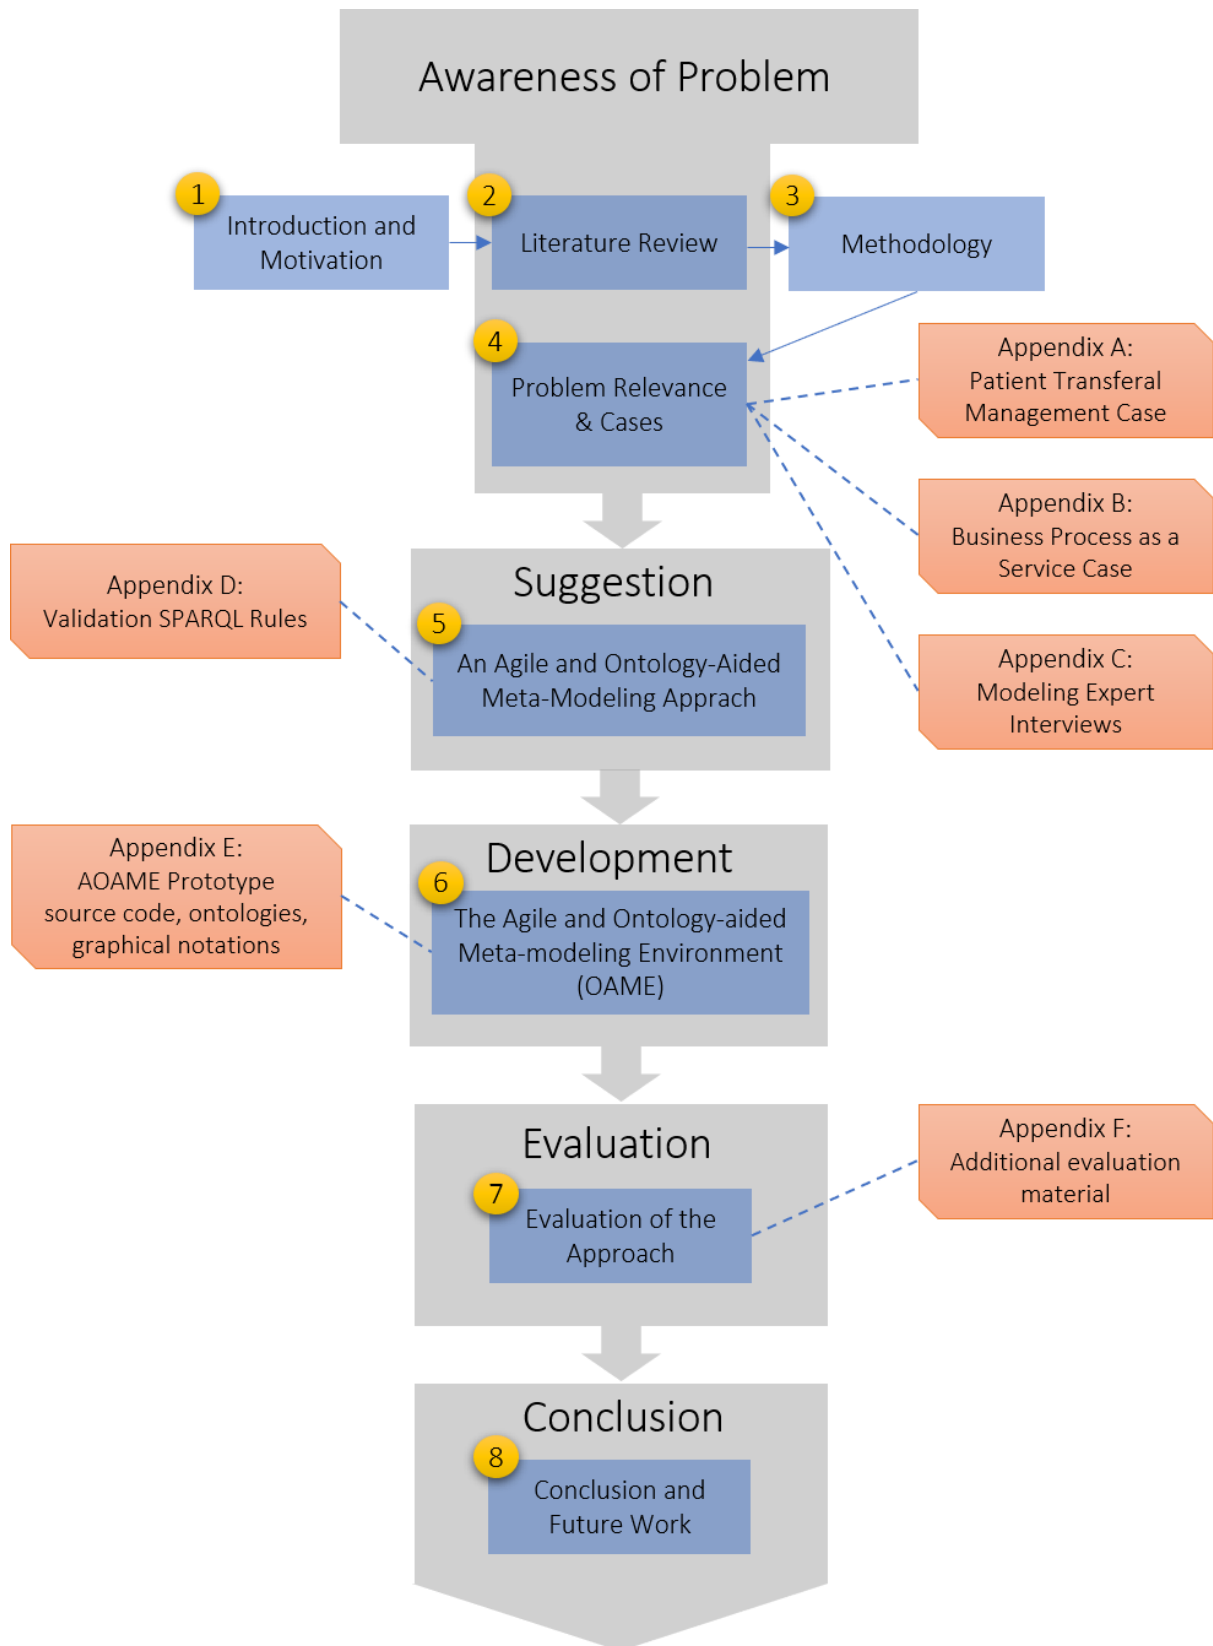 Awareness of Problem
1
Introduction and
Motivation
2
Literature Review
3
Methodology
4
Problem Relevance
& Cases
Appendix A:
Patient Transferal
Management Case
Appendix B:
Business Process as a
Service Case
Appendix C:
Modeling Expert
Interviews
Suggestion
Appendix D:
Validation SPARQL Rules
5
An Agile and Ontology-Aided
Meta-Modeling Apprach
Development
Appendix E:
AOAME Prototype
source code, ontologies,
graphical notations
6
The Agile and Ontology-aided
Meta-modeling Environment
(OAME)
Evaluation
7
Evaluation of the
Approach
Appendix F:
Additional evaluation
material
Conclusion
8
Conclusion and
Future Work